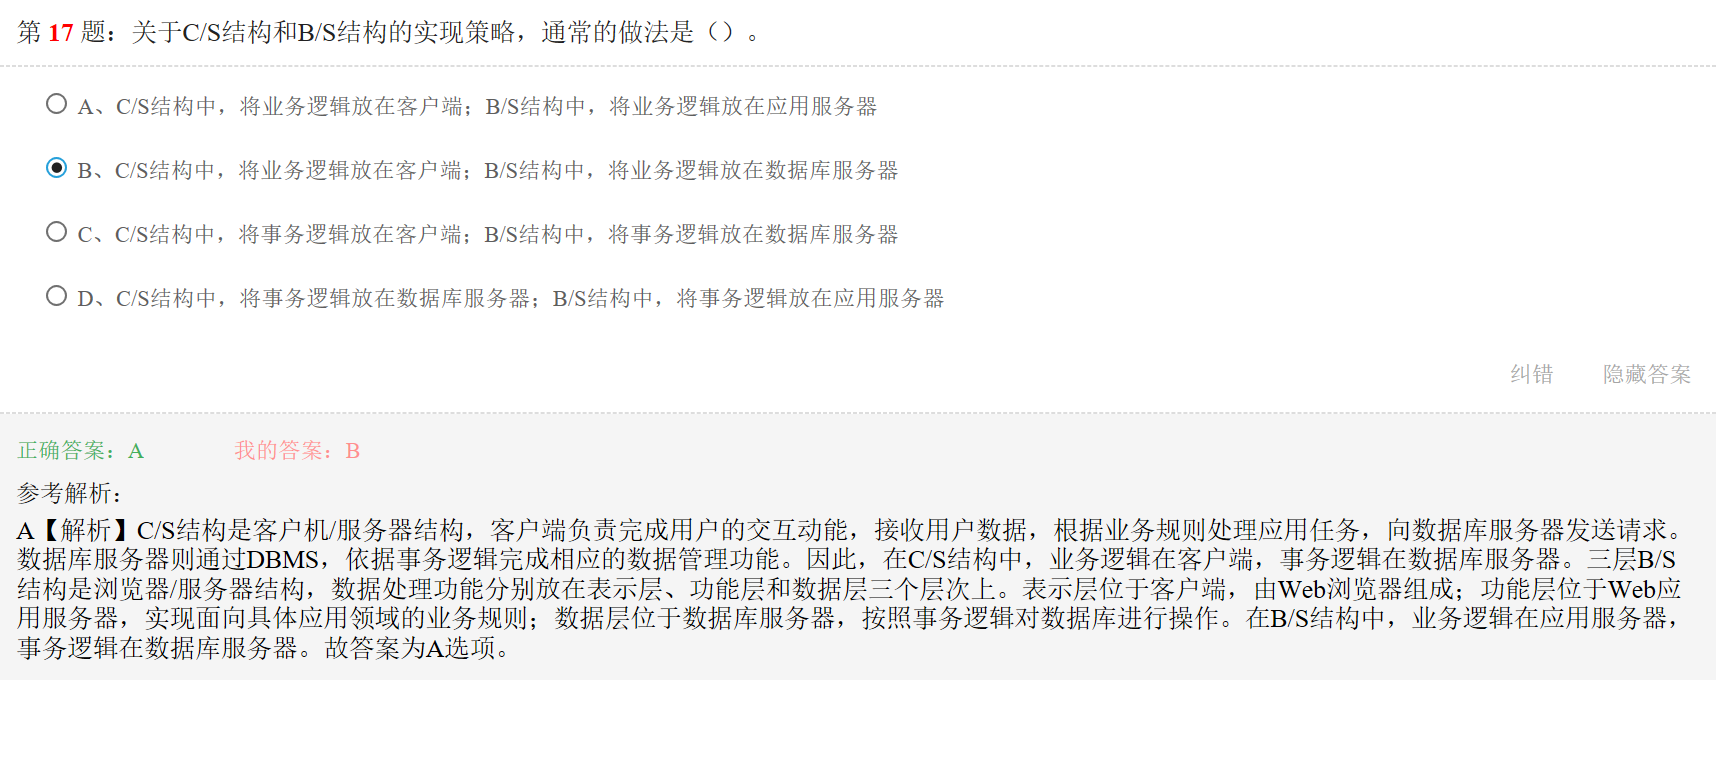 第 17 题：关于C/S结构和B/S结构的实现策略，通常的做法是（）。
A、C/S结构中，将业务逻辑放在客户端；B/S结构中，将业务逻辑放在应用服务器
B、C/S结构中，将业务逻辑放在客户端；B/S结构中，将业务逻辑放在数据库服务器
C、C/S结构中，将事务逻辑放在客户端；B/S结构中，将事务逻辑放在数据库服务器
D、C/S结构中，将事务逻辑放在数据库服务器；B/S结构中，将事务逻辑放在应用服务器
纠错 隐藏答案
正确答案：A 我的答案：B
参考解析：
A【解析】C/S结构是客户机/服务器结构，客户端负责完成用户的交互动能，接收用户数据，根据业务规则处理应用任务，向数据库服务器发送请求。
数据库服务器则通过DBMS，依据事务逻辑完成相应的数据管理功能。因此，在C/S结构中，业务逻辑在客户端，事务逻辑在数据库服务器。三层B/S
结构是浏览器/服务器结构，数据处理功能分别放在表示层、功能层和数据层三个层次上。表示层位于客户端，由Web浏览器组成；功能层位于Web应
用服务器，实现面向具体应用领域的业务规则；数据层位于数据库服务器，按照事务逻辑对数据库进行操作。在B/S结构中，业务逻辑在应用服务器，
事务逻辑在数据库服务器。故答案为A选项。